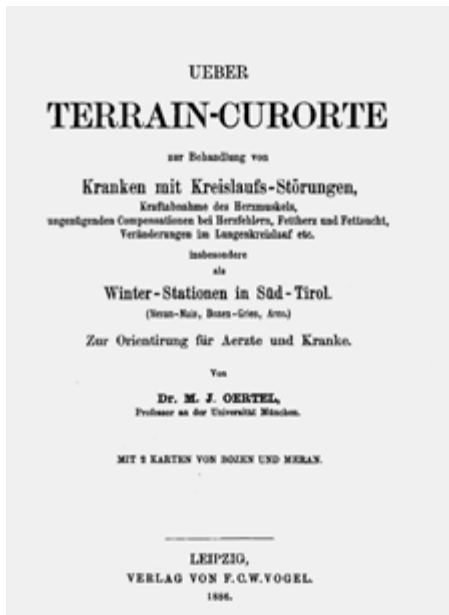 UEBER
TERRAIN-CURORTE
zur Behandlung von
Kranken mit Kreislaufs-Störungen,
Kraftabnahme des Herzmuskels,
ungenügenden Compensationen bei Herzfehlern, Fettherz und Fettsucht,
Veränderungen im Lungenkreislauf etc.
insbesondere
als
Winter-Stationen in Süd-Tirol.
(Meran-Mais, Bozen-Gries, Arco.)
Zur Orientirung für Aerzte und Kranke.
Von
Dr. M. J. OERTEL,
Professor an der Universität München.
MIT 2 KARTEN VON BOZEN UND MERAN.
LEIPZIG,
VERLAG VON F.C.W.VOGEL.
1886.